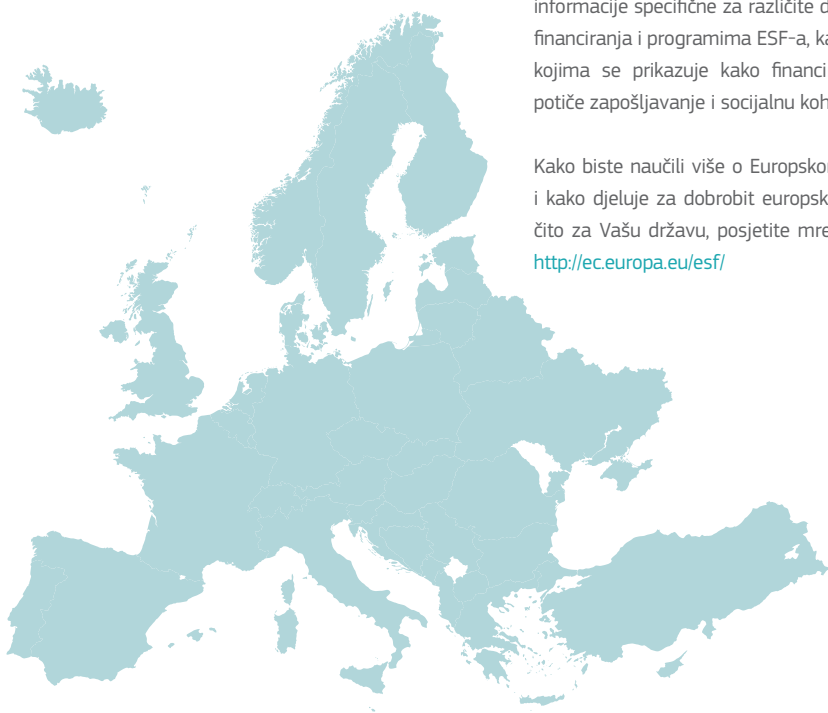 informacije specifične za različite d
financiranja i programima ESF-a, ka
kojima se prikazuje kako financi
potiče zapošljavanje i socijalnu koh
Kako biste naučili više o Europskom
i kako djeluje za dobrobit europsk
čito za Vašu državu, posjetite mre
http://ec.europa.eu/esf/